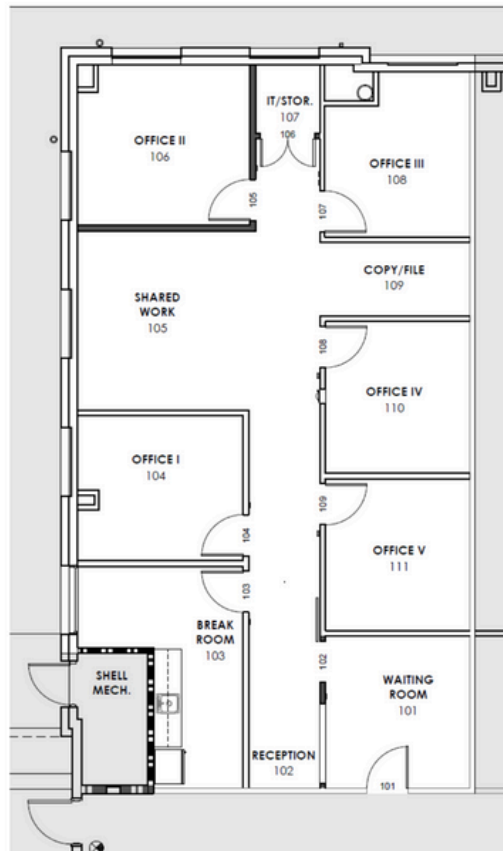 IT/STOR.
107
106
OFFICE II
106
OFFICE III
108
105
107
COPY/FILE
109
SHARED
WORK
105
108
OFFICE IV
110
OFFICE I
104
109
104
OFFICE V
111
103
BREAK
ROOM
103
102
SHELL
MECH.
WAITING
ROOM
101
RECEPTION
102
101